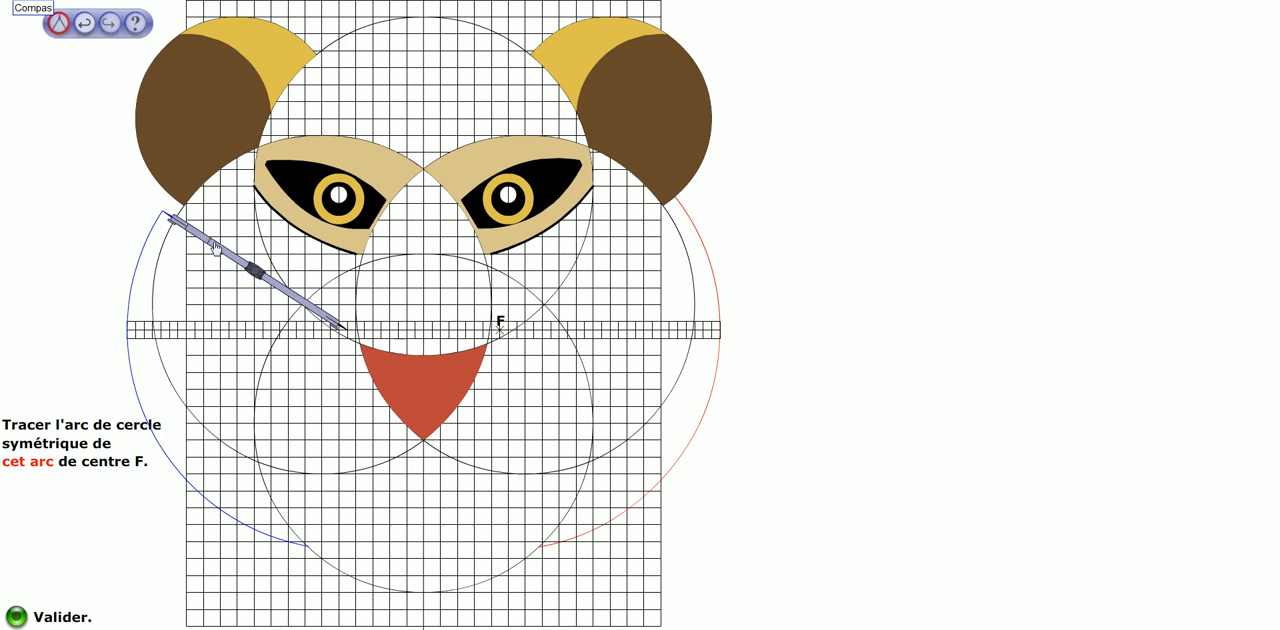 Compas
?
F
Tracer l'arc de cercle
symétrique de
cet arc de centre F.
Valider.